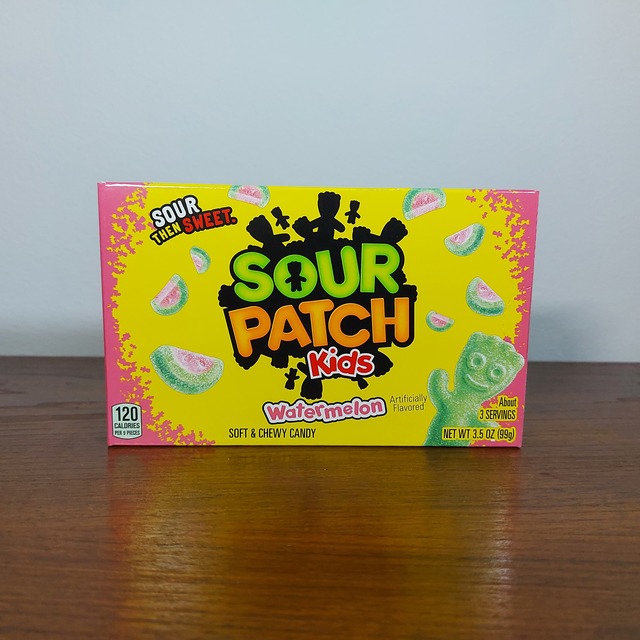 SOUR
THEN SWEET.
SOUR
PATCH
Kids
Watermelon
Artificially
Flavored
120
CALORIES
PER 9 PIECES
SOFT & CHEWY CANDY
About
3 SERVINGS
NET WT 3.5 OZ (99g)